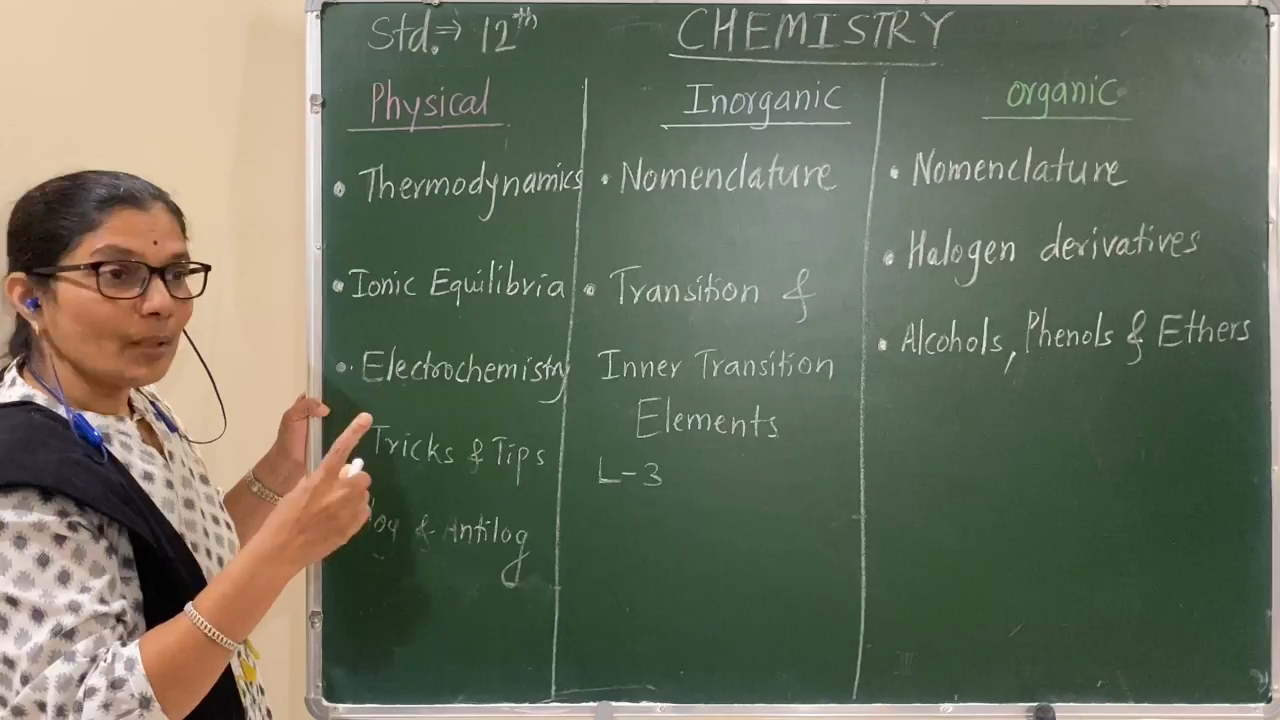 Std.→ 12th
CHEMISTRY
Physical
• Thermodynamics
• Ionic Equilibria
• Electrochemistry
Tricks & Tips
log & Antilog
Inorganic
• Nomenclature
• Transition &
Inner Transition
Elements
L-3
organic
• Nomenclature
• Halogen derivatives
• Alcohols, Phenols & Ethers